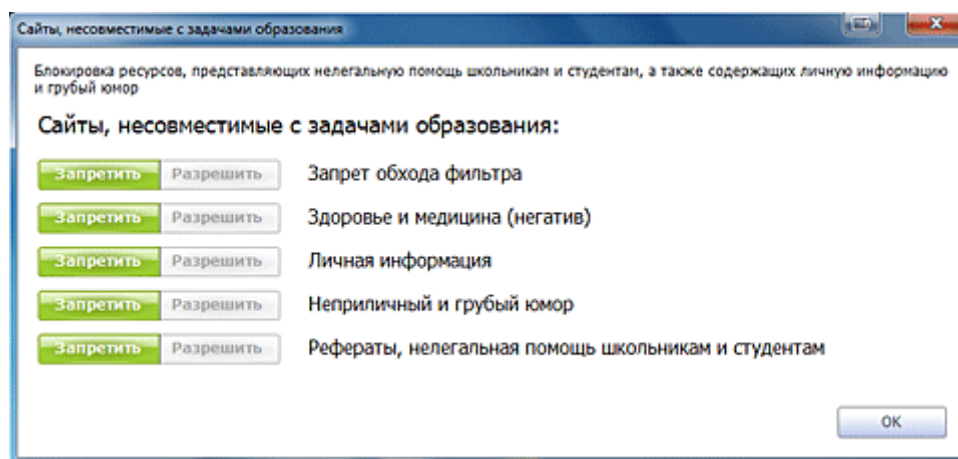 Сайты, несовместимые с задачами образования
Блокировка ресурсов, представляющих нелегальную помощь школьникам и студентам, а также содержащих личную информацию
и грубый юмор
Сайты, несовместимые с задачами образования:
Запретить Разрешить Запрет обхода фильтра
Запретить Разрешить Здоровье и медицина (негатив)
Запретить Разрешить Личная информация
Запретить Разрешить Неприличный и грубый юмор
Запретить Разрешить Рефераты, нелегальная помощь школьникам и студентам
ОК